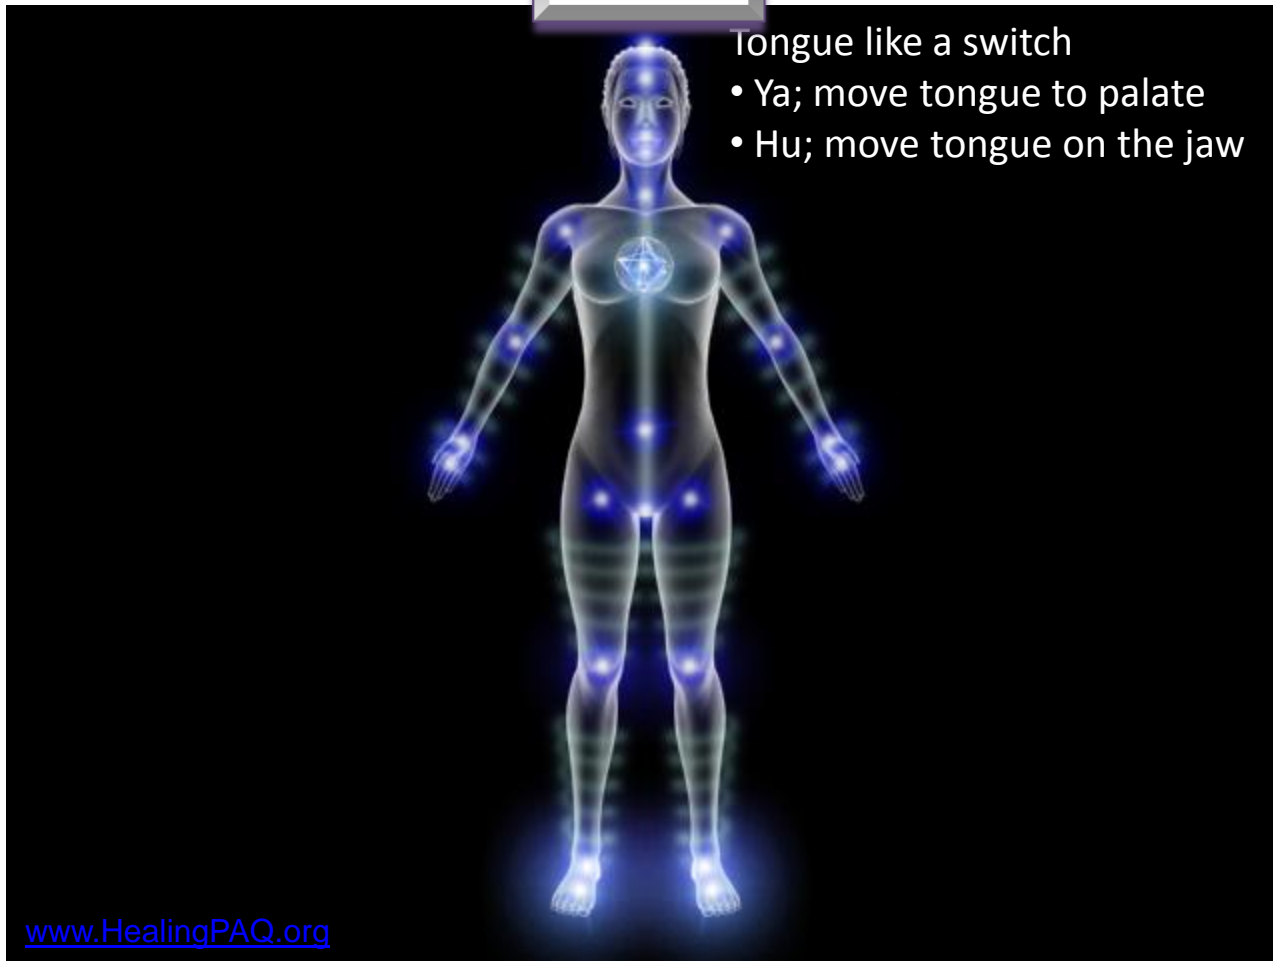 Tongue like a switch
• Ya; move tongue to palate
• Hu; move tongue on the jaw
www.HealingPAQ.org